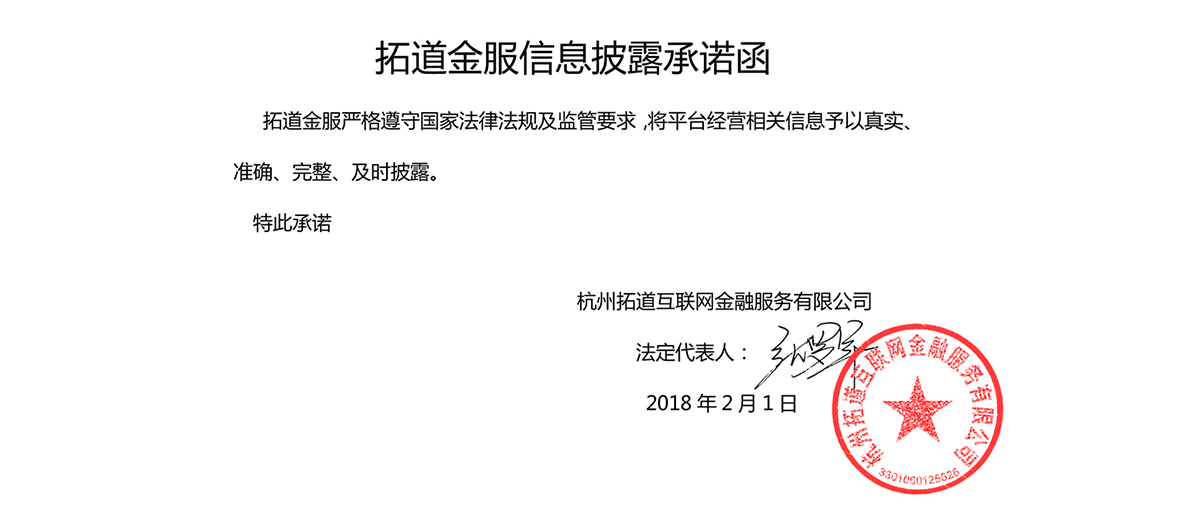 拓道金服信息披露承诺函
拓道金服严格遵守国家法律法规及监管要求,将平台经营相关信息予以真实、
准确、完整、及时披露。
特此承诺
杭州拓道互联网金融服务有限公司
法定代表人：
2018 年 2 月 1 日
杭州拓道互联网金融服务有限公司
3301060125626